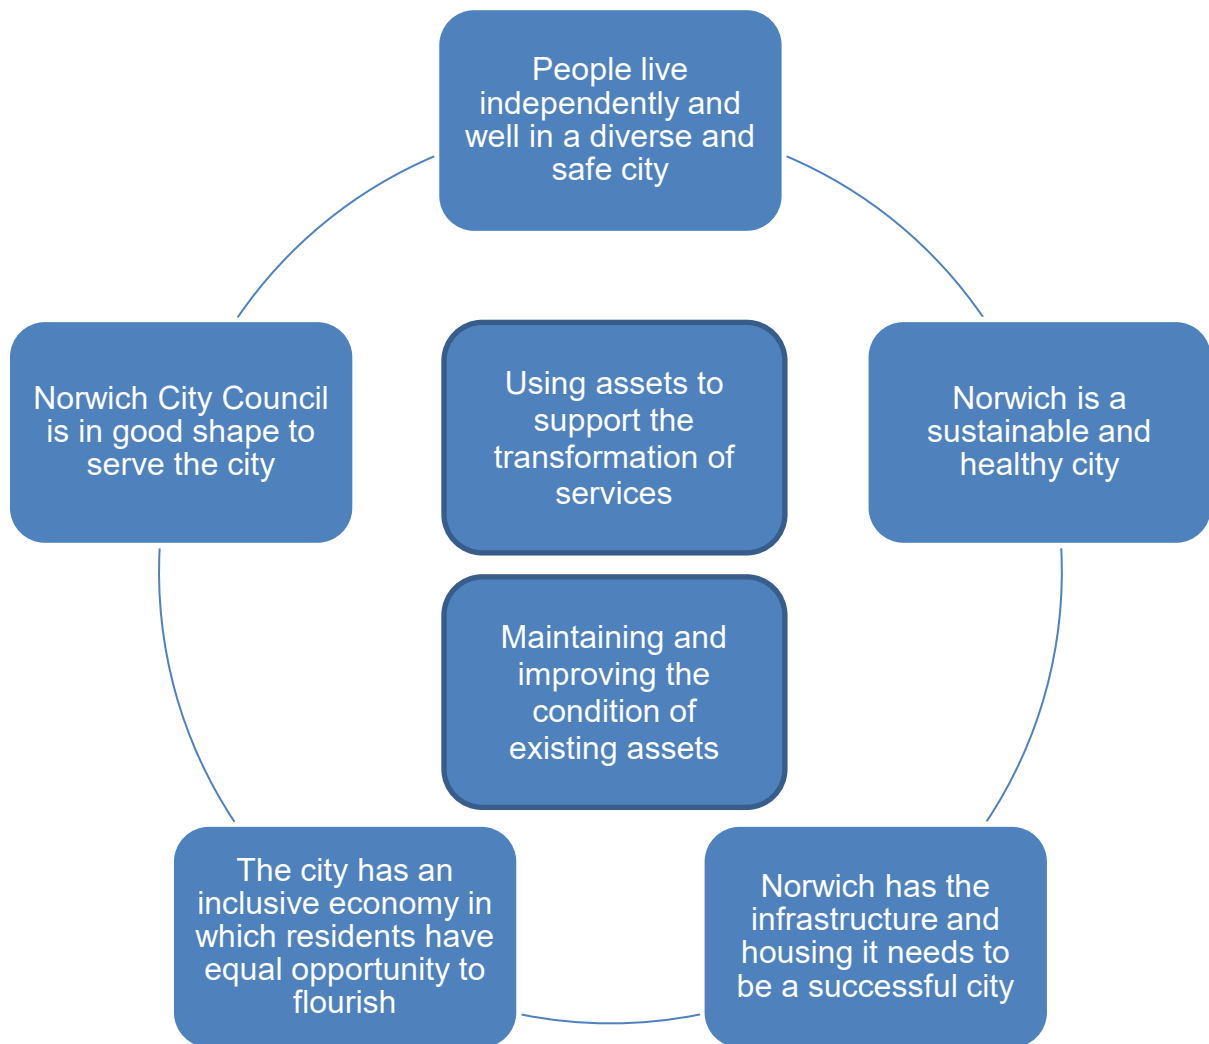 People live
independently and
well in a diverse and
safe city
Norwich City Council
is in good shape to
serve the city
Using assets to
support the
transformation of
services
Norwich is a
sustainable and
healthy city
Maintaining and
improving the
condition of
existing assets
The city has an
inclusive economy in
which residents have
equal opportunity to
flourish
Norwich has the
infrastructure and
housing it needs to
be a successful city